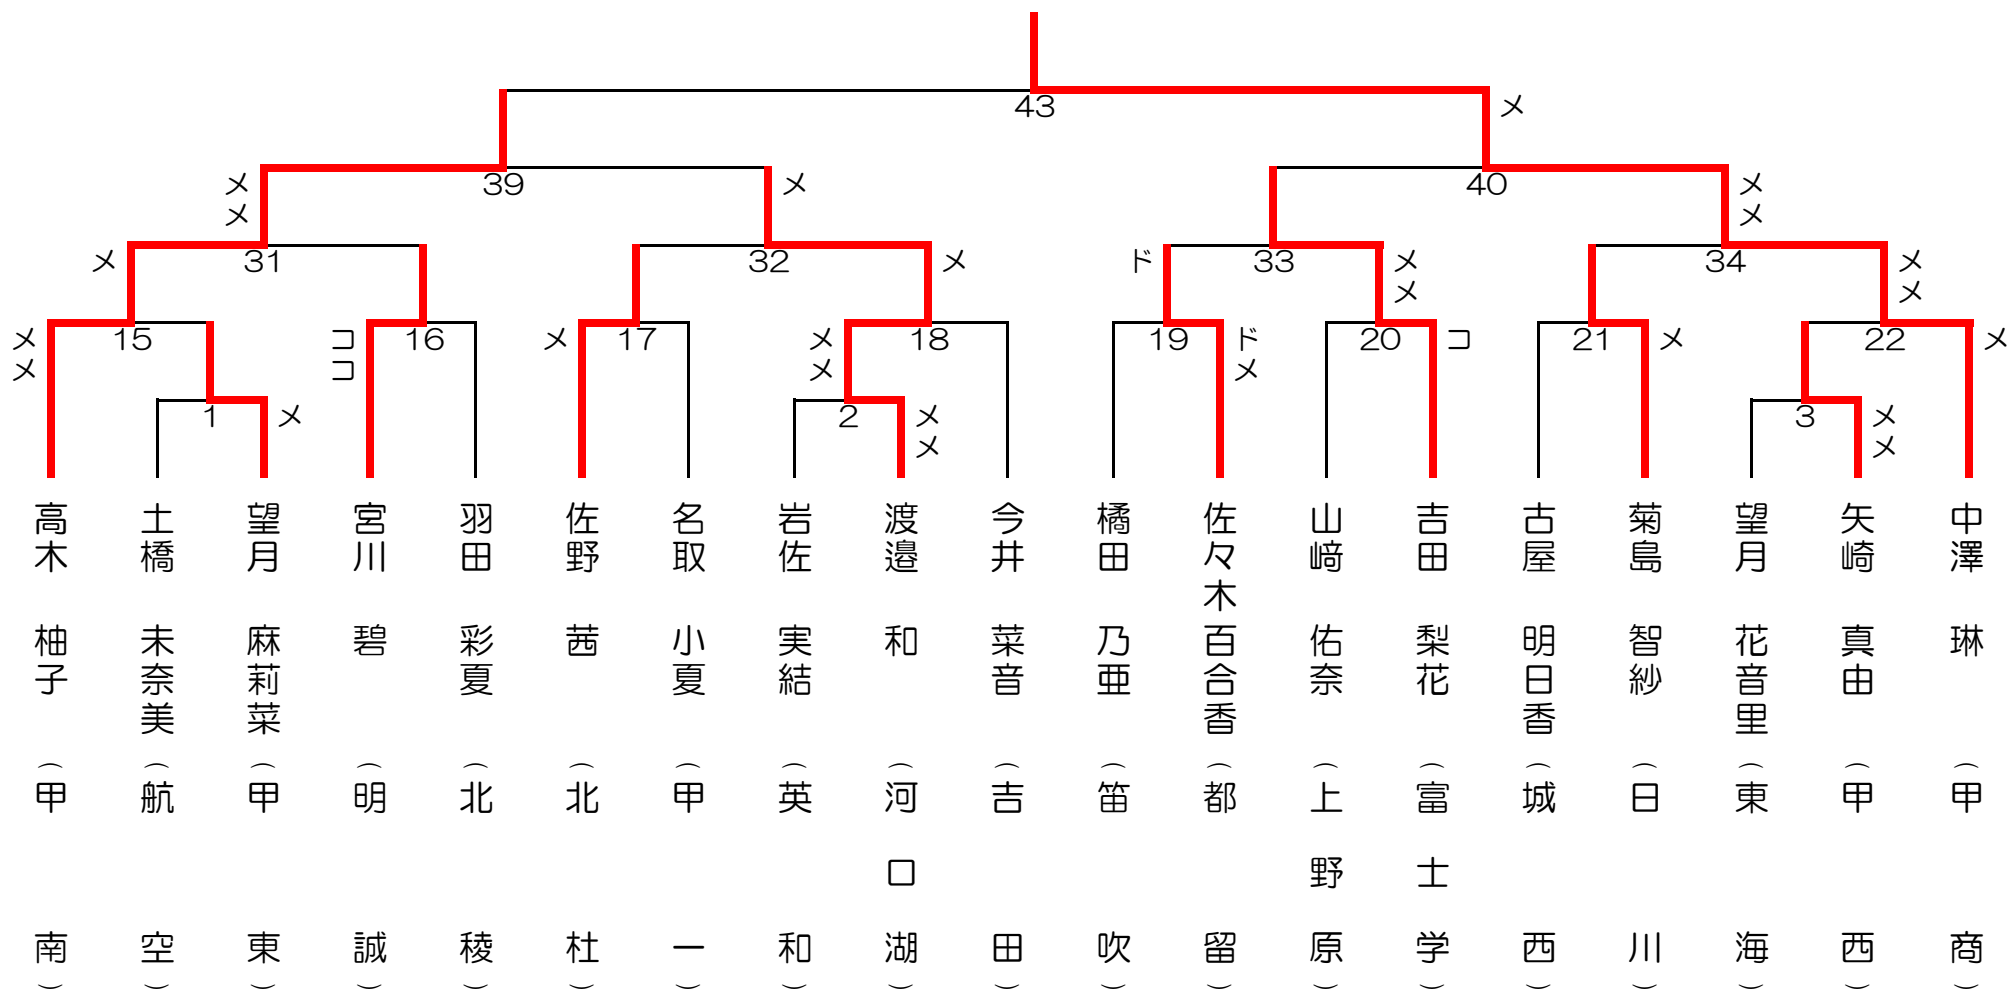 43
メ
39
40
メメ
メ
メメ
31
32
33
34
メ
メ
ド
メメ
メメ
15
16
17
18
19
20
21
22
メメ
ココ
メ
メメ
ドメ
コ
メ
メ
1
2
3
メ
メメ
メメ
高木 柚子（甲南）
土橋 未奈美（航空）
望月 麻莉菜（甲東）
宮川 碧（明誠）
羽田 彩夏（北稜）
佐野 茜（北杜）
名取 小夏（甲一）
岩佐 実結（英和）
渡邉 和（河口湖）
今井 菜音（吉田）
橘田 乃亜（笛吹）
佐々木 百合香（都留）
山﨑 佑奈（上野原）
吉田 梨花（富士学）
古屋 明日香（城西）
菊島 智紗（日川）
望月 花音里（東海）
矢崎 真由（甲西）
中澤 琳（甲商）